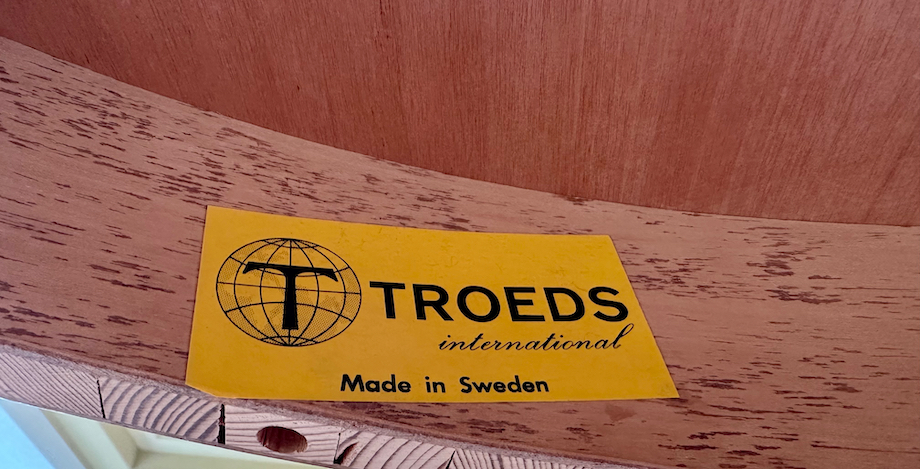 T TROEDS
international
Made in Sweden